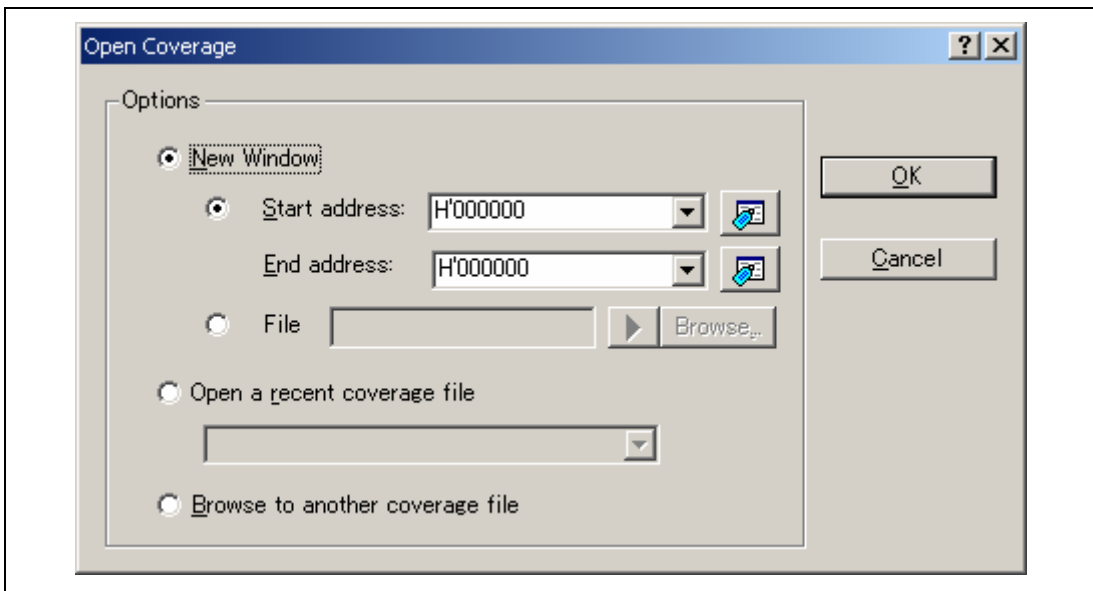 Open Coverage
Options
New Window
Start address: H'000000
End address: H'000000
File Browse...
Open a recent coverage file
Browse to another coverage file
OK
Cancel